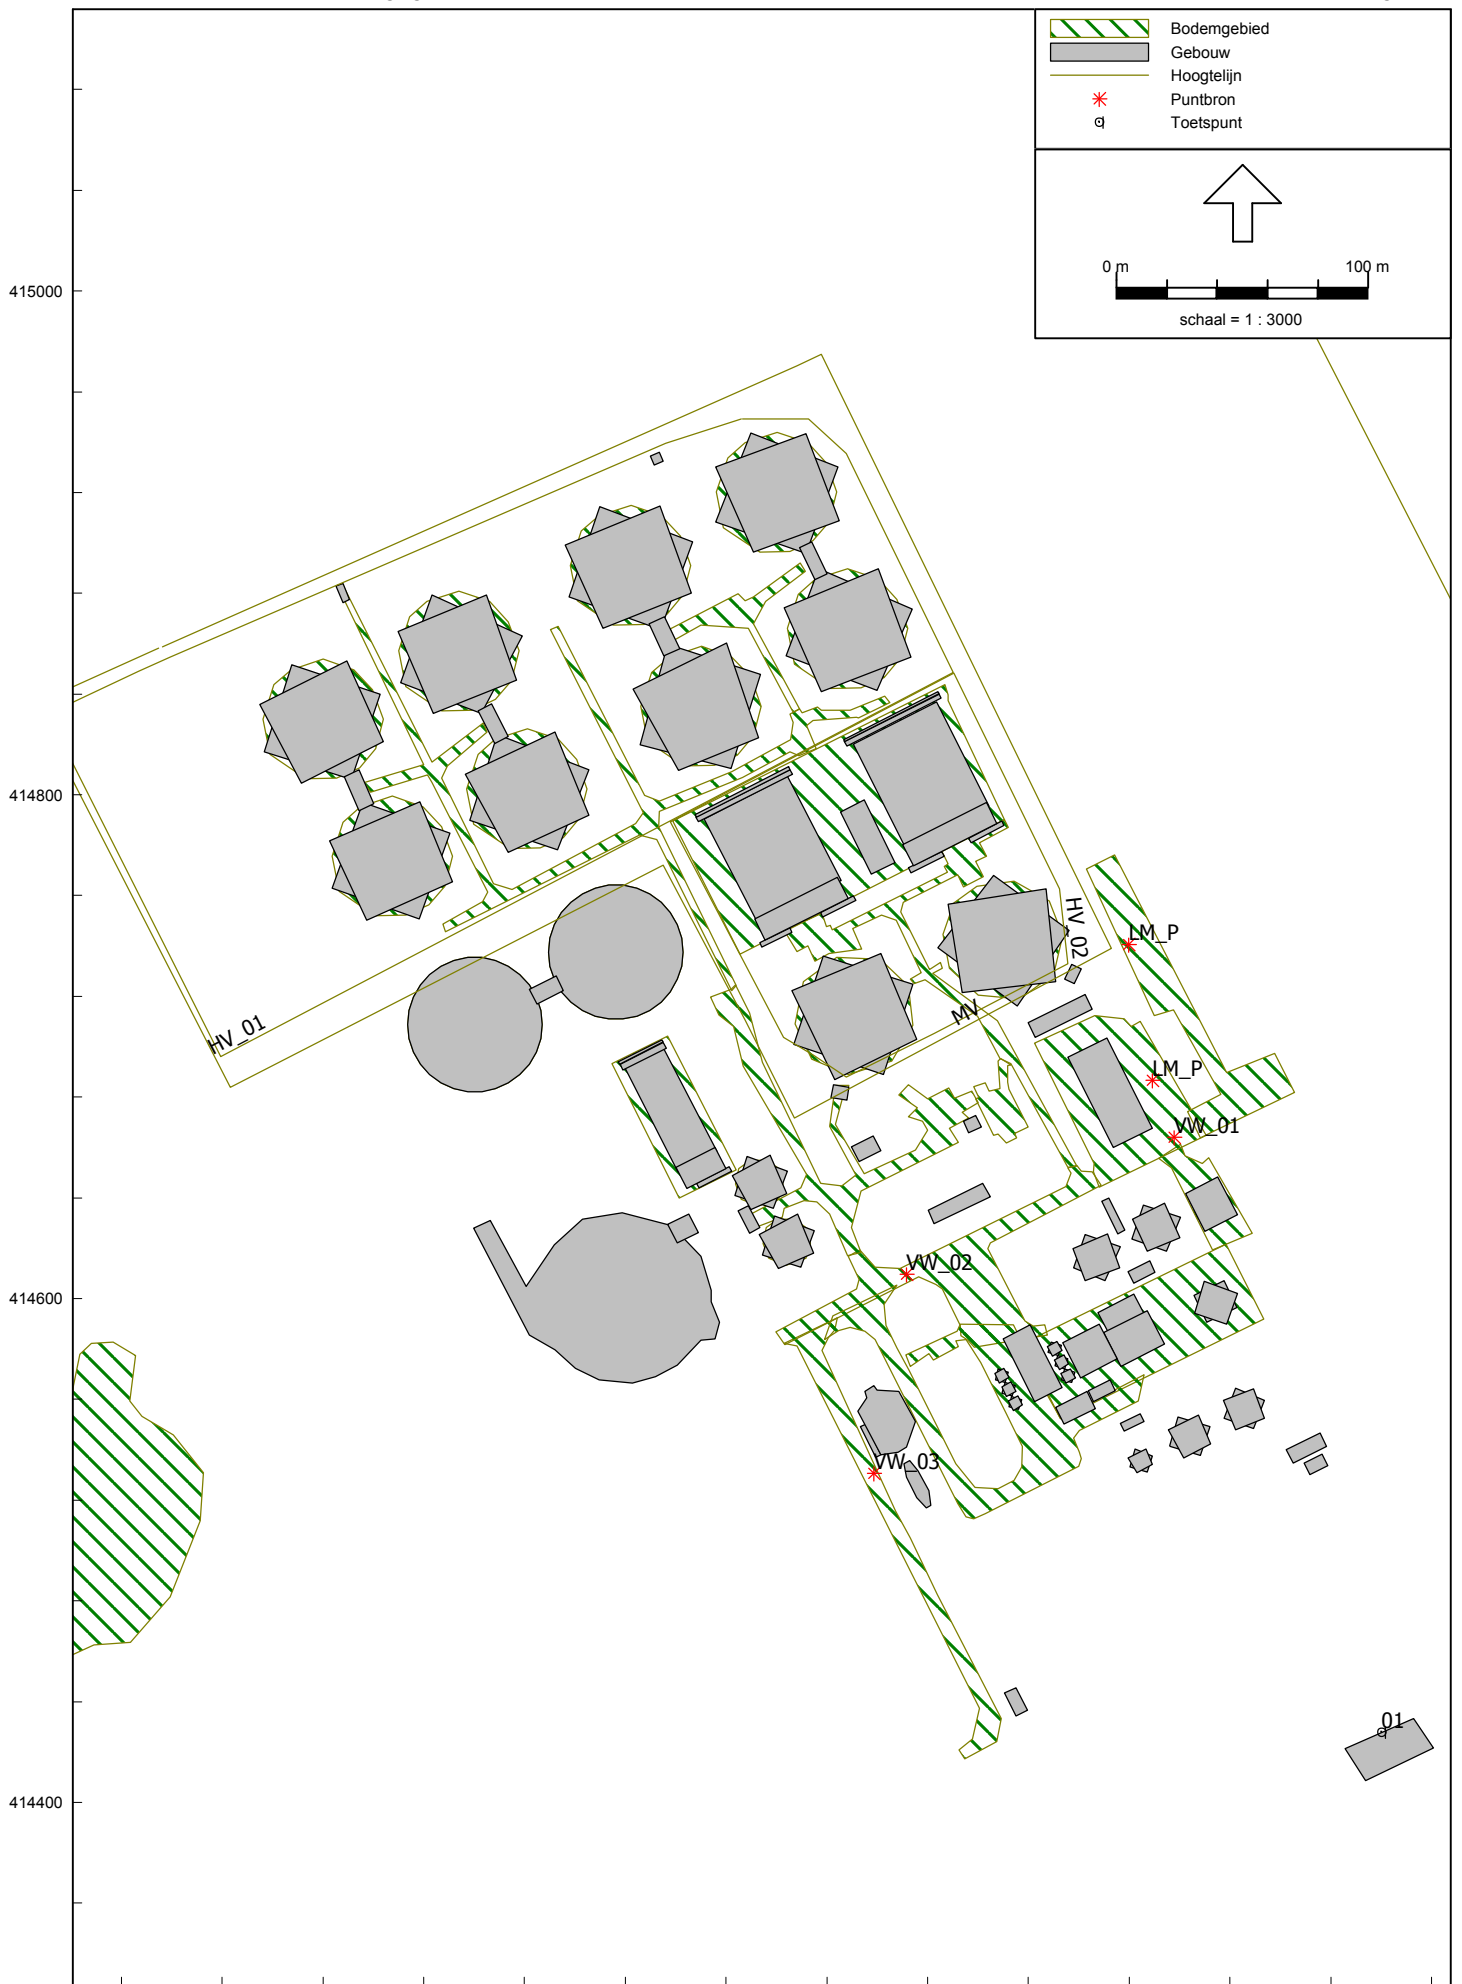 Bodemgebied
Gebouw
Hoogtelijn
Puntbron
Toetspunt
0 m 100 m
schaal = 1 : 3000
415000
414800
HV_02
LM_P
MV
HV_01
LM_P
VW_01
VW_02
414600
VW_03
01
414400